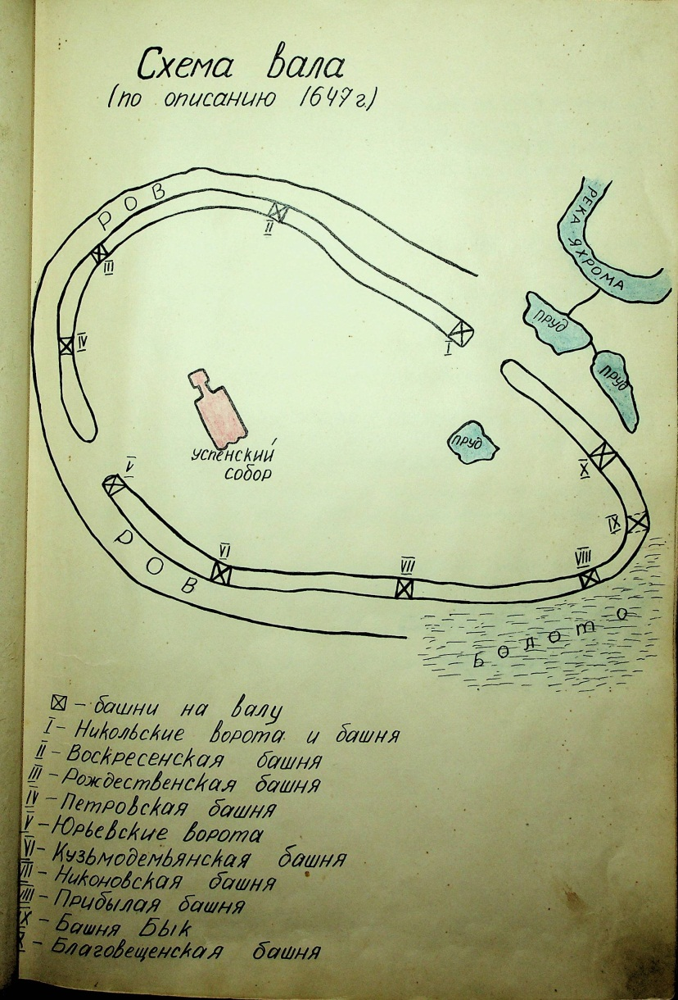 Схема вала
(по описанию 1647г.)
РОВ
II
III
IV
I
РЕКА ЯХРОМА
ПРУД
ПРУД
УСПЕНСКИЙ
СОБОР
ПРУД
V
X
IX
VI
VII
VIII
РОВ
Болото
– башни на валу
I – Никольские ворота и башня
II – Воскресенская башня
III – Рождественская башня
IV – Петровская башня
V – Юрьевские ворота
VI – Кузьмодемьянская башня
VII – Никоновская башня
VIII – Прибылая башня
IX – Башня Бык
X – Благовещенская башня